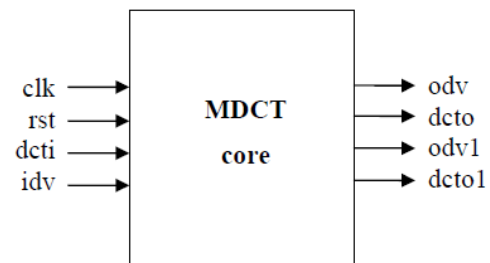 clk
rst
dcti
idv
MDCT
core
odv
dcto
odv1
dcto1